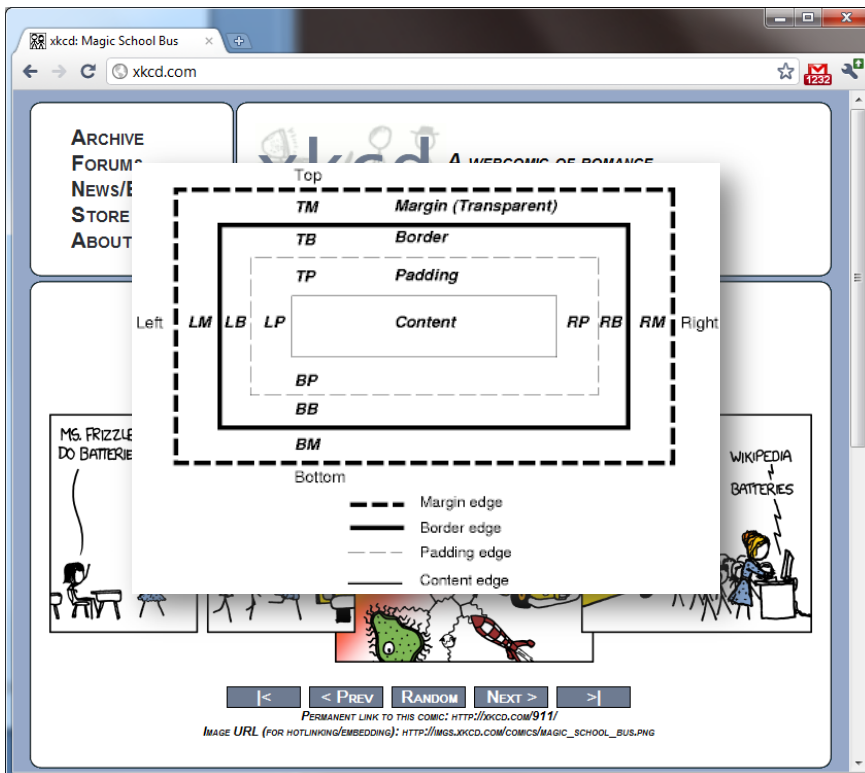 xkcd: Magic School Bus
xkcd.com
1232
ARCHIVE
FORUMS
NEWS/B
STORE
ABOUT
xkcd A WEBCOMIC OF ROMANCE,
Top
TM Margin (Transparent)
TB Border
TP Padding
Left LM LB LP Content RP RB RM Right
BP
BB
BM
Bottom
Margin edge
Border edge
Padding edge
Content edge
MS. FRIZZLE
DO BATTERIE
WIKIPEDIA
BATTERIES
|< < PREV RANDOM NEXT > >|
PERMANENT LINK TO THIS COMIC: HTTP://XKCD.COM/911/
IMAGE URL (FOR HOTLINKING/EMBEDDING): HTTP://IMGS.XKCD.COM/COMICS/MAGIC_SCHOOL_BUS.PNG